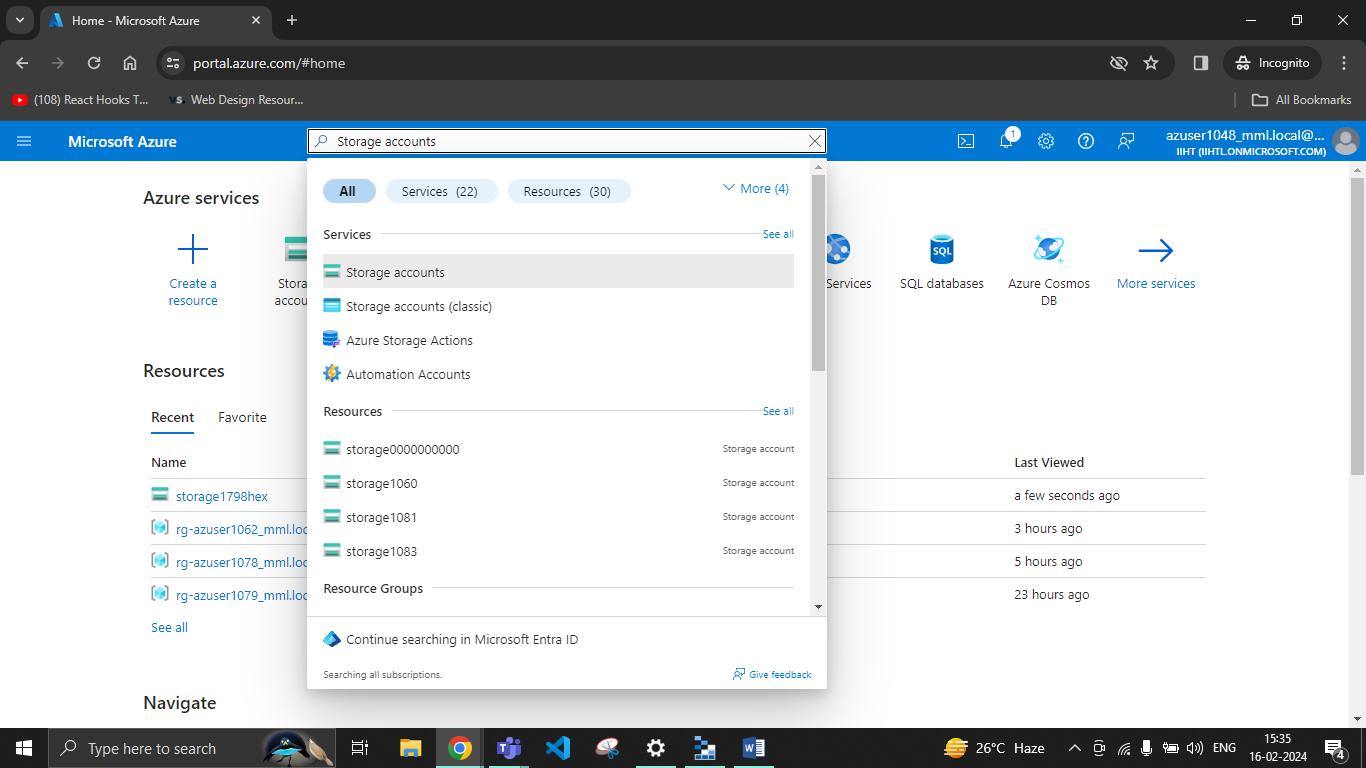 Home - Microsoft Azure
portal.azure.com/#home
Incognito
(108) React Hooks T...
Web Design Resour...
All Bookmarks
Microsoft Azure
Storage accounts
1
azuser1048_mml.local@...
IIHT (IIHTL.ONMICROSOFT.COM)
All
Services (22)
Resources (30)
More (4)
Azure services
Services
See all
Storage accounts
Storage accounts (classic)
Azure Storage Actions
Automation Accounts
Resources
See all
storage0000000000 Storage account
storage1060 Storage account
storage1081 Storage account
storage1083 Storage account
Resource Groups
Continue searching in Microsoft Entra ID
Searching all subscriptions.
Give feedback
Create a
resource
Stora
accou
Services
SQL
SQL databases
Azure Cosmos
DB
More services
Resources
Recent Favorite
Name Last Viewed
storage1798hex a few seconds ago
rg-azuser1062_mml.loc 3 hours ago
rg-azuser1078_mml.loc 5 hours ago
rg-azuser1079_mml.loc 23 hours ago
See all
Navigate
Type here to search
26°C Haze
ENG
15:35
16-02-2024
4